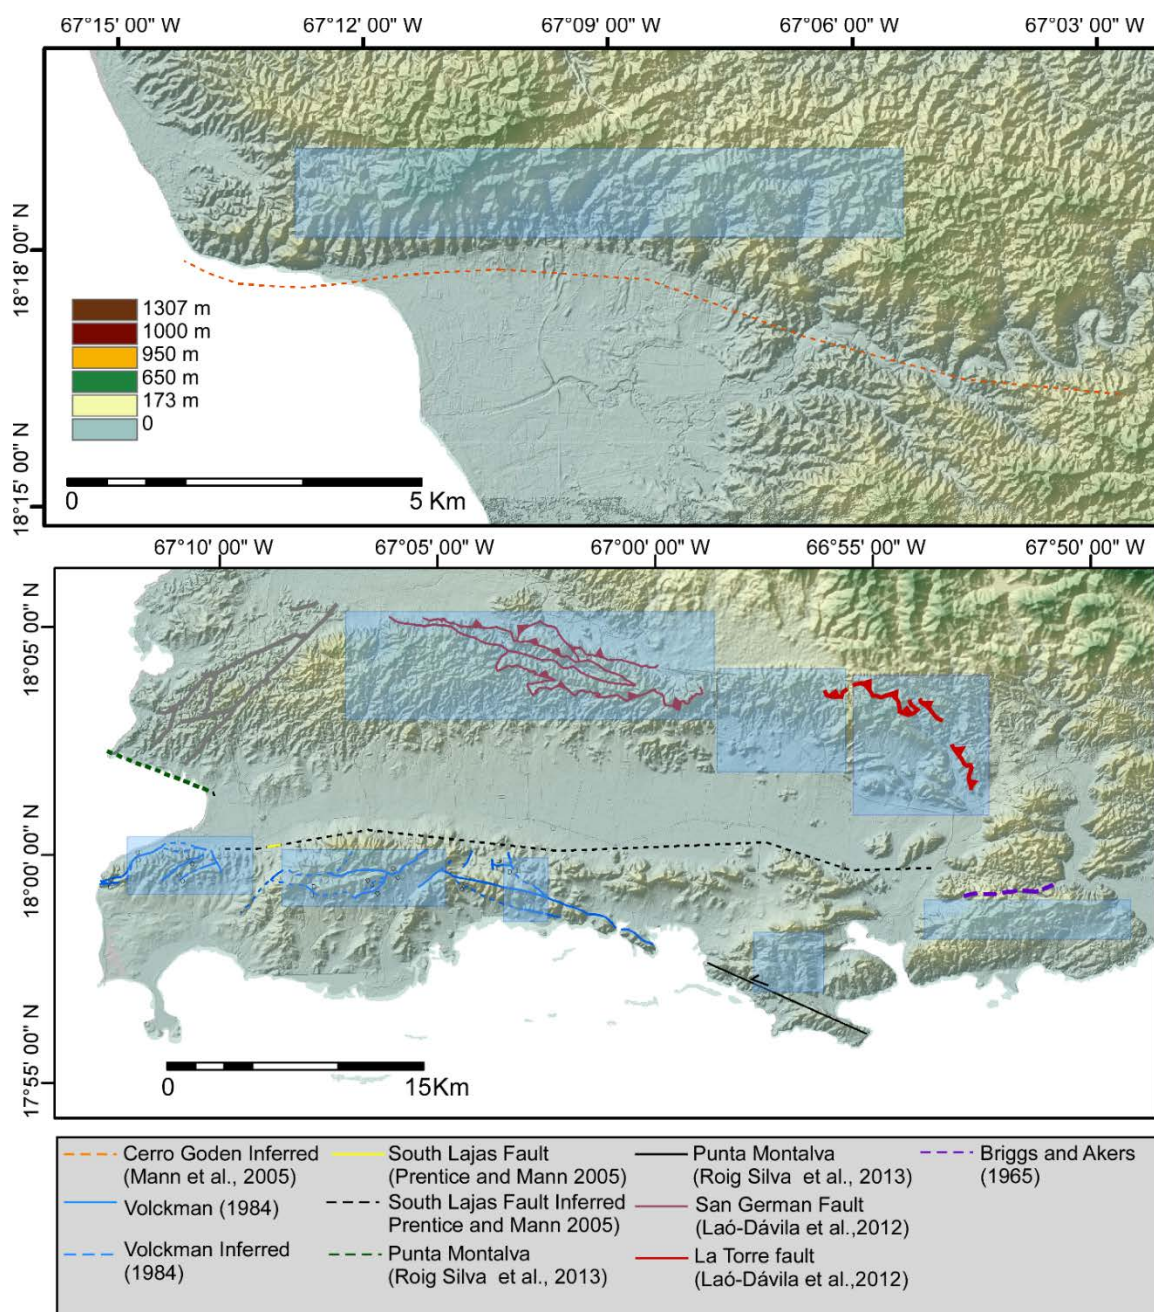 67°15' 00" W 67°12' 00" W 67°09' 00" W 67°06' 00" W 67°03' 00" W
18°18' 00" N
1307 m
1000 m
950 m
650 m
173 m
0
0 5 Km
18°15' 00" N
67°10' 00" W 67°05' 00" W 67°00' 00" W 66°55' 00" W 67°50' 00" W
18°05' 00" N
18°00' 00" N
0 15Km
17°55' 00" N
Cerro Goden Inferred
(Mann et al., 2005)
Volckman (1984)
Volckman Inferred
(1984)
South Lajas Fault
(Prentice and Mann 2005)
South Lajas Fault Inferred
Prentice and Mann 2005)
Punta Montalva
(Roig Silva et al., 2013)
Punta Montalva
(Roig Silva et al., 2013)
San German Fault
(Laó-Dávila et al.,2012)
La Torre fault
(Laó-Dávila et al.,2012)
Briggs and Akers
(1965)